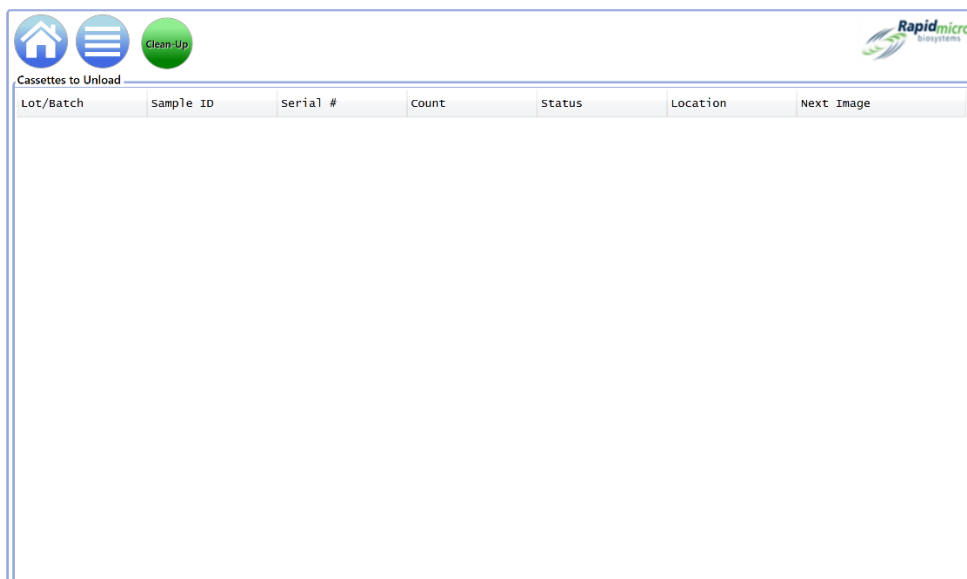 Clean-Up
Rapidmicro
biosystems
Cassettes to Unload
Lot/Batch Sample ID Serial # Count Status Location Next Image